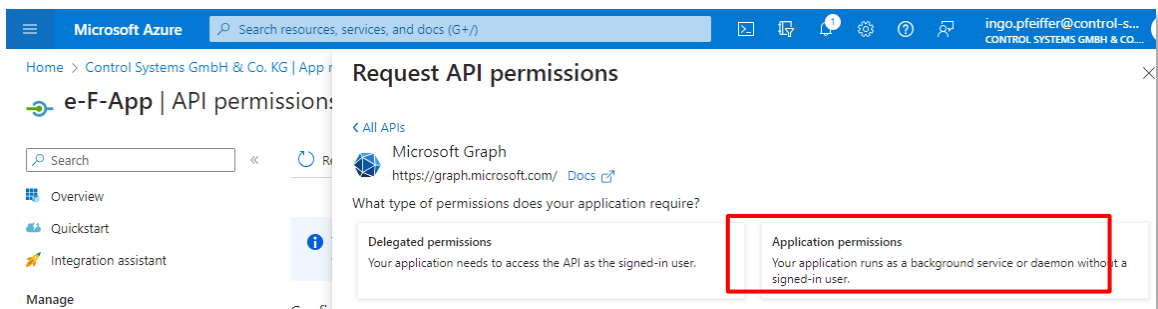 Microsoft Azure
Search resources, services, and docs (G+/)
1
ingo.pfeiffer@control-s...
CONTROL SYSTEMS GMBH & CO....
Home > Control Systems GmbH & Co. KG | App r
e-F-App | API permissions
Search
«
Re
Overview
Quickstart
Integration assistant
Manage
Request API permissions
< All APIs
Microsoft Graph
https://graph.microsoft.com/ Docs
What type of permissions does your application require?
Delegated permissions
Your application needs to access the API as the signed-in user.
Application permissions
Your application runs as a background service or daemon without a
signed-in user.